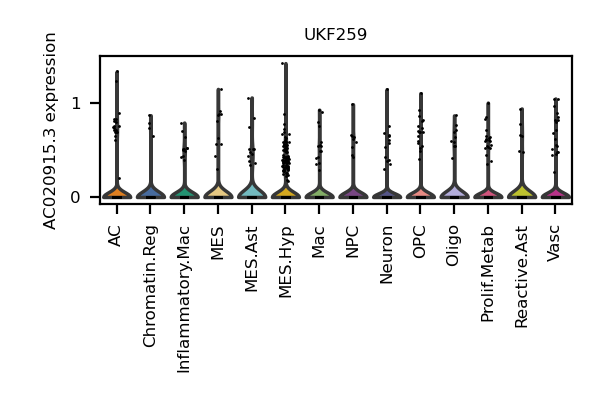 UKF259
AC020915.3 expression
1
0
AC
Chromatin.Reg
Inflammatory.Mac
MES
MES.Ast
MES.Hyp
Mac
NPC
Neuron
OPC
Oligo
Prolif.Metab
Reactive.Ast
Vasc